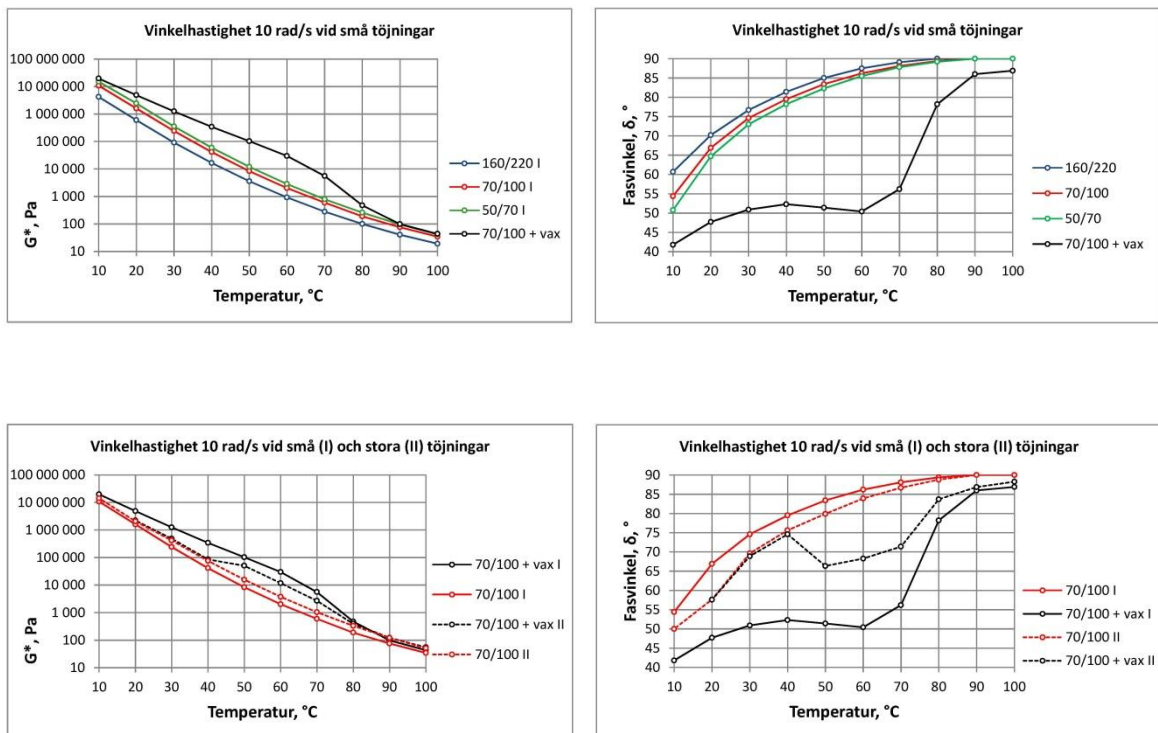 Vinkelhastighet 10 rad/s vid små töjningar
100 000 000
10 000 000
1 000 000
100 000
10 000
1 000
100
10
G*, Pa
10 20 30 40 50 60 70 80 90 100
Temperatur, °C
160/220 I
70/100 I
50/70 I
70/100 + vax
Vinkelhastighet 10 rad/s vid små töjningar
90
85
80
75
70
65
60
55
50
45
40
Fasvinkel, δ, °
10 20 30 40 50 60 70 80 90 100
Temperatur, °C
160/220
70/100
50/70
70/100 + vax
Vinkelhastighet 10 rad/s vid små (I) och stora (II) töjningar
100 000 000
10 000 000
1 000 000
100 000
10 000
1 000
100
10
G*, Pa
10 20 30 40 50 60 70 80 90 100
Temperatur, °C
70/100 + vax I
70/100 I
70/100 + vax II
70/100 II
Vinkelhastighet 10 rad/s vid små (I) och stora (II) töjningar
90
85
80
75
70
65
60
55
50
45
40
Fasvinkel, δ, °
10 20 30 40 50 60 70 80 90 100
Temperatur, °C
70/100 I
70/100 + vax I
70/100 II
70/100 + vax II